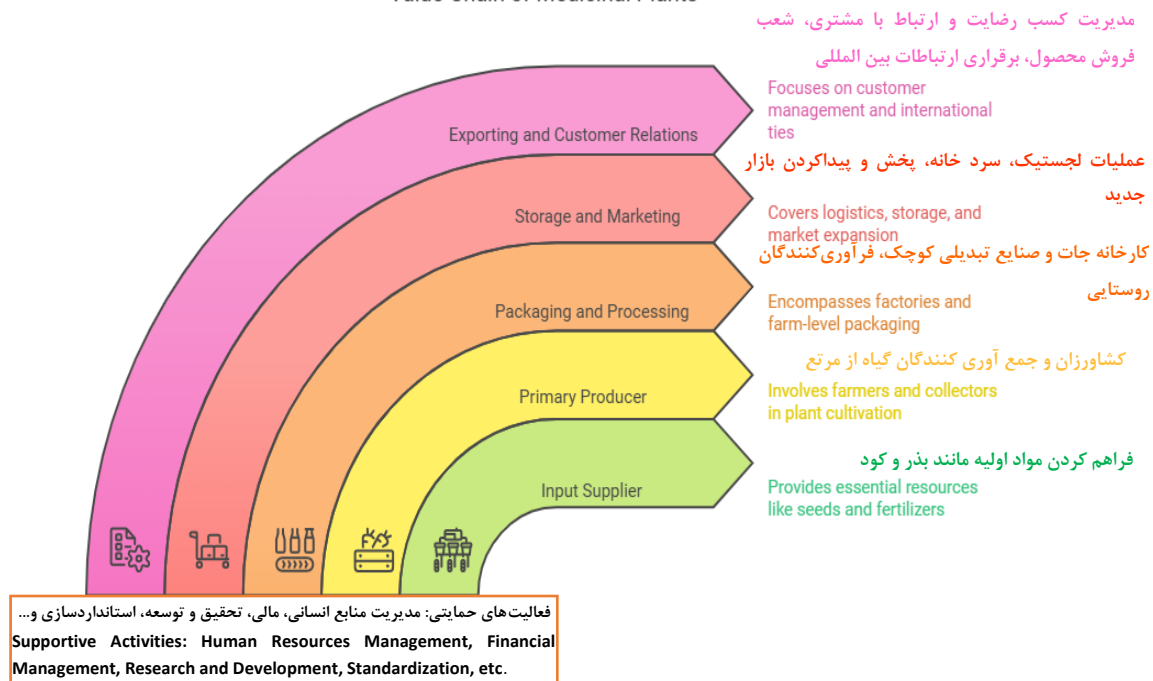 Value Chain of Medicinal Plants
مدیریت کسب رضایت و ارتباط با مشتری، شعب
فروش محصول، برقراری ارتباطات بین المللی
Exporting and Customer Relations
Focuses on customer
management and international
ties
عملیات لجستیک، سرد خانه، پخش و پیداکردن بازار
جدید
Storage and Marketing
Covers logistics, storage, and
market expansion
کارخانه جات و صنایع تبدیلی کوچک، فرآوری‌کنندگان
روستایی
Packaging and Processing
Encompasses factories and
farm-level packaging
کشاورزان و جمع آوری کنندگان گیاه از مرتع
Primary Producer
Involves farmers and collectors
in plant cultivation
فراهم کردن مواد اولیه مانند بذر و کود
Input Supplier
Provides essential resources
like seeds and fertilizers
فعالیت‌های حمایتی: مدیریت منابع انسانی، مالی، تحقیق و توسعه، استانداردسازی و...
Supportive Activities: Human Resources Management, Financial
Management, Research and Development, Standardization, etc.